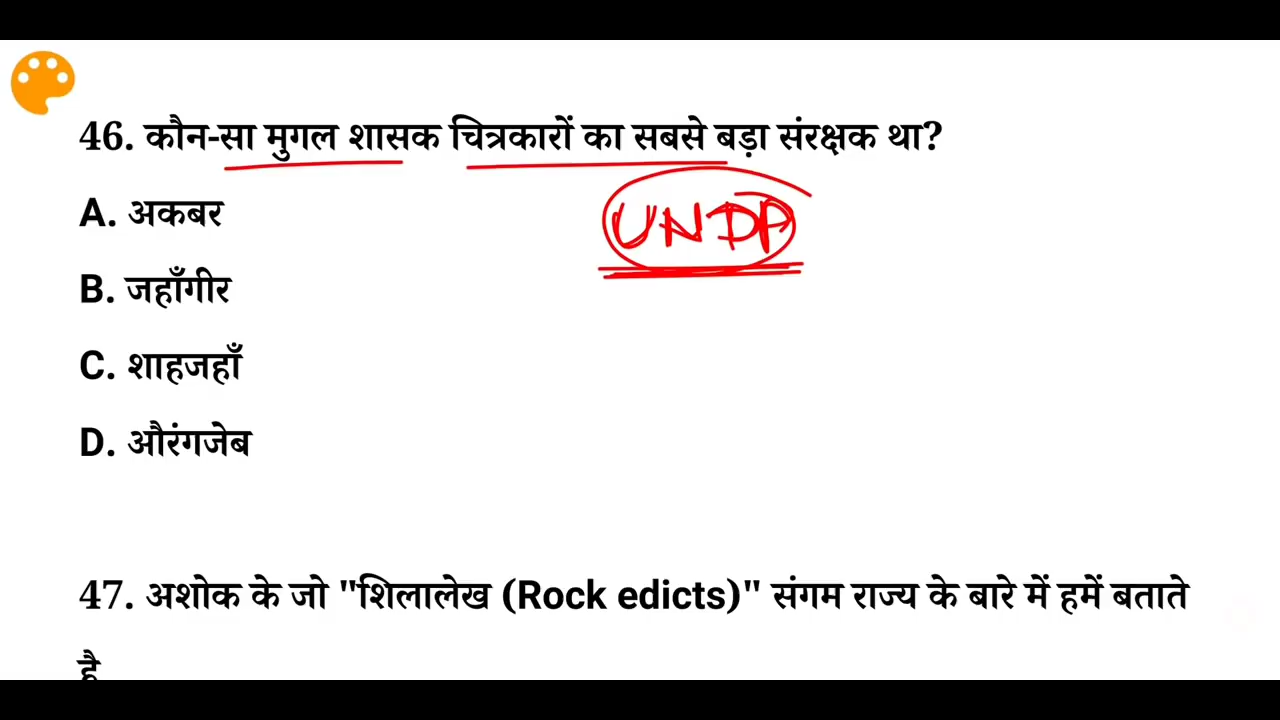 46. कौन-सा मुगल शासक चित्रकारों का सबसे बड़ा संरक्षक था?
A. अकबर
UNDP
B. जहाँगीर
C. शाहजहाँ
D. औरंगजेब
47. अशोक के जो "शिलालेख (Rock edicts)" संगम राज्य के बारे में हमें बताते
है